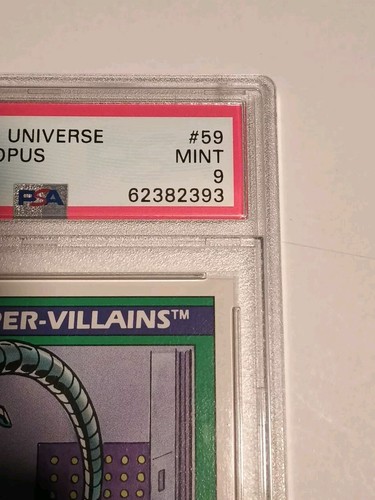 UNIVERSE #59
OPUS MINT
9
PSA 62382393
PER-VILLAINS™